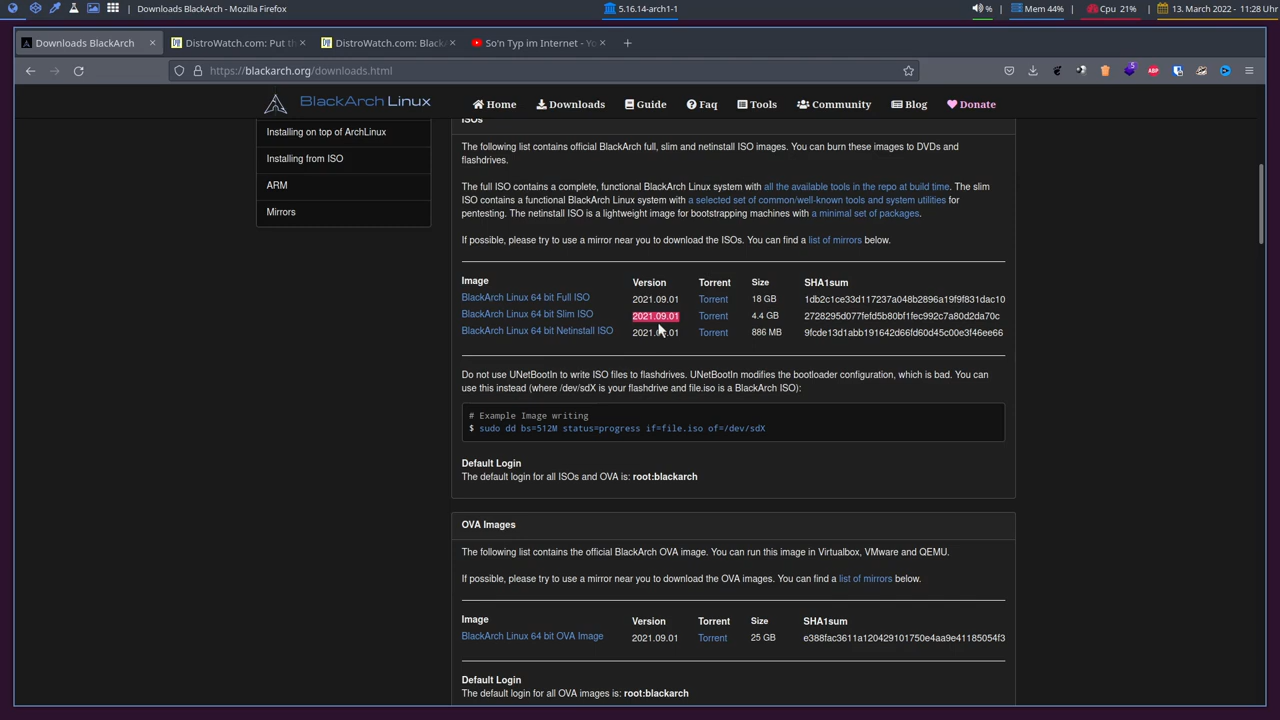 Downloads BlackArch - Mozilla Firefox
5.16.14-arch1-1
%
Mem 44%
Cpu 21%
13. March 2022 - 11:28 Uhr
Downloads BlackArch
DistroWatch.com: Put th
DistroWatch.com: Black
So'n Typ im Internet - Yo
https://blackarch.org/downloads.html
5
ABP
BlackArch Linux
Home
Downloads
Guide
Faq
Tools
Community
Blog
Donate
Installing on top of ArchLinux
Installing from ISO
ARM
Mirrors
ISOs
The following list contains official BlackArch full, slim and netinstall ISO images. You can burn these images to DVDs and
flashdrives.
The full ISO contains a complete, functional BlackArch Linux system with all the available tools in the repo at build time. The slim
ISO contains a functional BlackArch Linux system with a selected set of common/well-known tools and system utilities for
pentesting. The netinstall ISO is a lightweight image for bootstrapping machines with a minimal set of packages.
If possible, please try to use a mirror near you to download the ISOs. You can find a list of mirrors below.
Image Version Torrent Size SHA1sum
BlackArch Linux 64 bit Full ISO 2021.09.01 Torrent 18 GB 1db2c1ce33d117237a048b2896a19f9f831dac10
BlackArch Linux 64 bit Slim ISO 2021.09.01 Torrent 4.4 GB 2728295d077fefd5b80bf1fec992c7a80d2da70c
BlackArch Linux 64 bit Netinstall ISO 2021.09.01 Torrent 886 MB 9fcde13d1abb191642d66fd60d45c00e3f46ee66
Do not use UNetBootIn to write ISO files to flashdrives. UNetBootIn modifies the bootloader configuration, which is bad. You can
use this instead (where /dev/sdX is your flashdrive and file.iso is a BlackArch ISO):
# Example Image writing
$ sudo dd bs=512M status=progress if=file.iso of=/dev/sdX
Default Login
The default login for all ISOs and OVA is: root:blackarch
OVA Images
The following list contains the official BlackArch OVA image. You can run this image in Virtualbox, VMware and QEMU.
If possible, please try to use a mirror near you to download the OVA images. You can find a list of mirrors below.
Image Version Torrent Size SHA1sum
BlackArch Linux 64 bit OVA Image 2021.09.01 Torrent 25 GB e388fac3611a120429101750e4aa9e41185054f3
Default Login
The default login for all OVA images is: root:blackarch